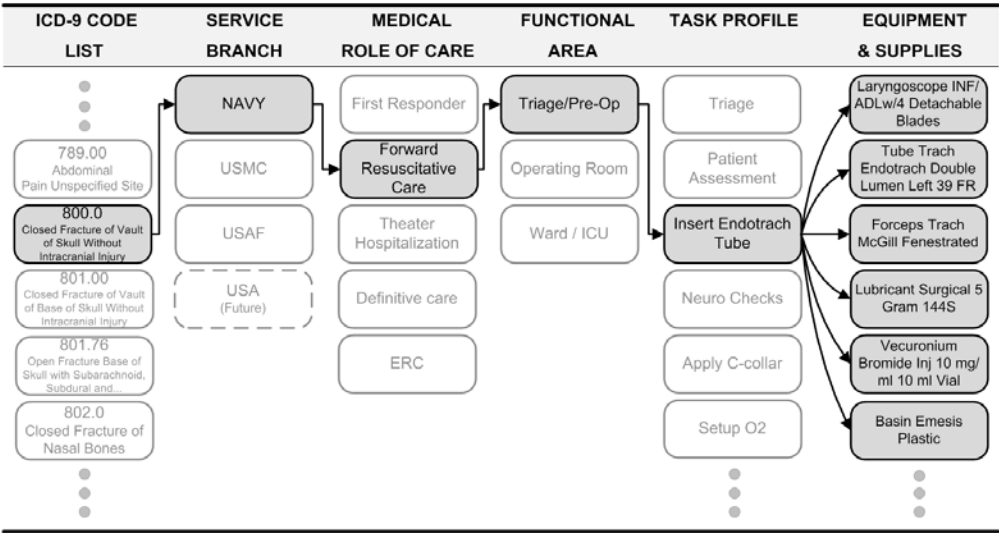 ICD-9 CODE
LIST
SERVICE
BRANCH
MEDICAL
ROLE OF CARE
FUNCTIONAL
AREA
TASK PROFILE
EQUIPMENT
& SUPPLIES
789.00
Abdominal
Pain Unspecified Site
800.0
Closed Fracture of Vault
of Skull Without
Intracranial Injury
801.00
Closed Fracture of Vault
of Base of Skull Without
Intracranial Injury
801.76
Open Fracture Base of
Skull with Subarachnoid,
Subdural and...
802.0
Closed Fracture of
Nasal Bones
NAVY
USMC
USAF
USA
(Future)
First Responder
Forward
Resuscitative
Care
Theater
Hospitalization
Definitive care
ERC
Triage/Pre-Op
Operating Room
Ward / ICU
Triage
Patient
Assessment
Insert Endotrach
Tube
Neuro Checks
Apply C-collar
Setup O2
Laryngoscope INF/
ADLw/4 Detachable
Blades
Tube Trach
Endotrach Double
Lumen Left 39 FR
Forceps Trach
McGill Fenestrated
Lubricant Surgical 5
Gram 144S
Vecuronium
Bromide Inj 10 mg/
ml 10 ml Vial
Basin Emesis
Plastic